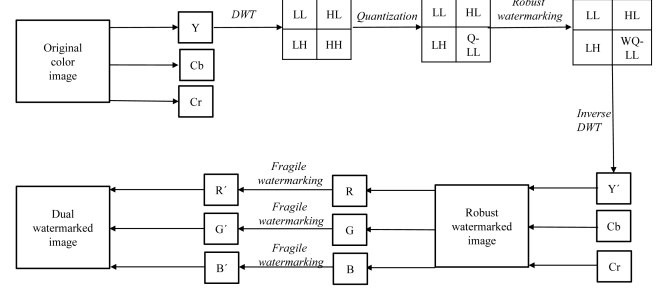 Original
color
image
Y
Cb
Cr
DWT
LL HL
LH HH
Quantization
LL HL
LH Q-
LL
Robust
watermarking
LL HL
LH WQ-
LL
Inverse
DWT
Dual
watermarked
image
R´
G´
B´
Fragile
watermarking
Fragile
watermarking
Fragile
watermarking
R
G
B
Robust
watermarked
image
Y´
Cb
Cr